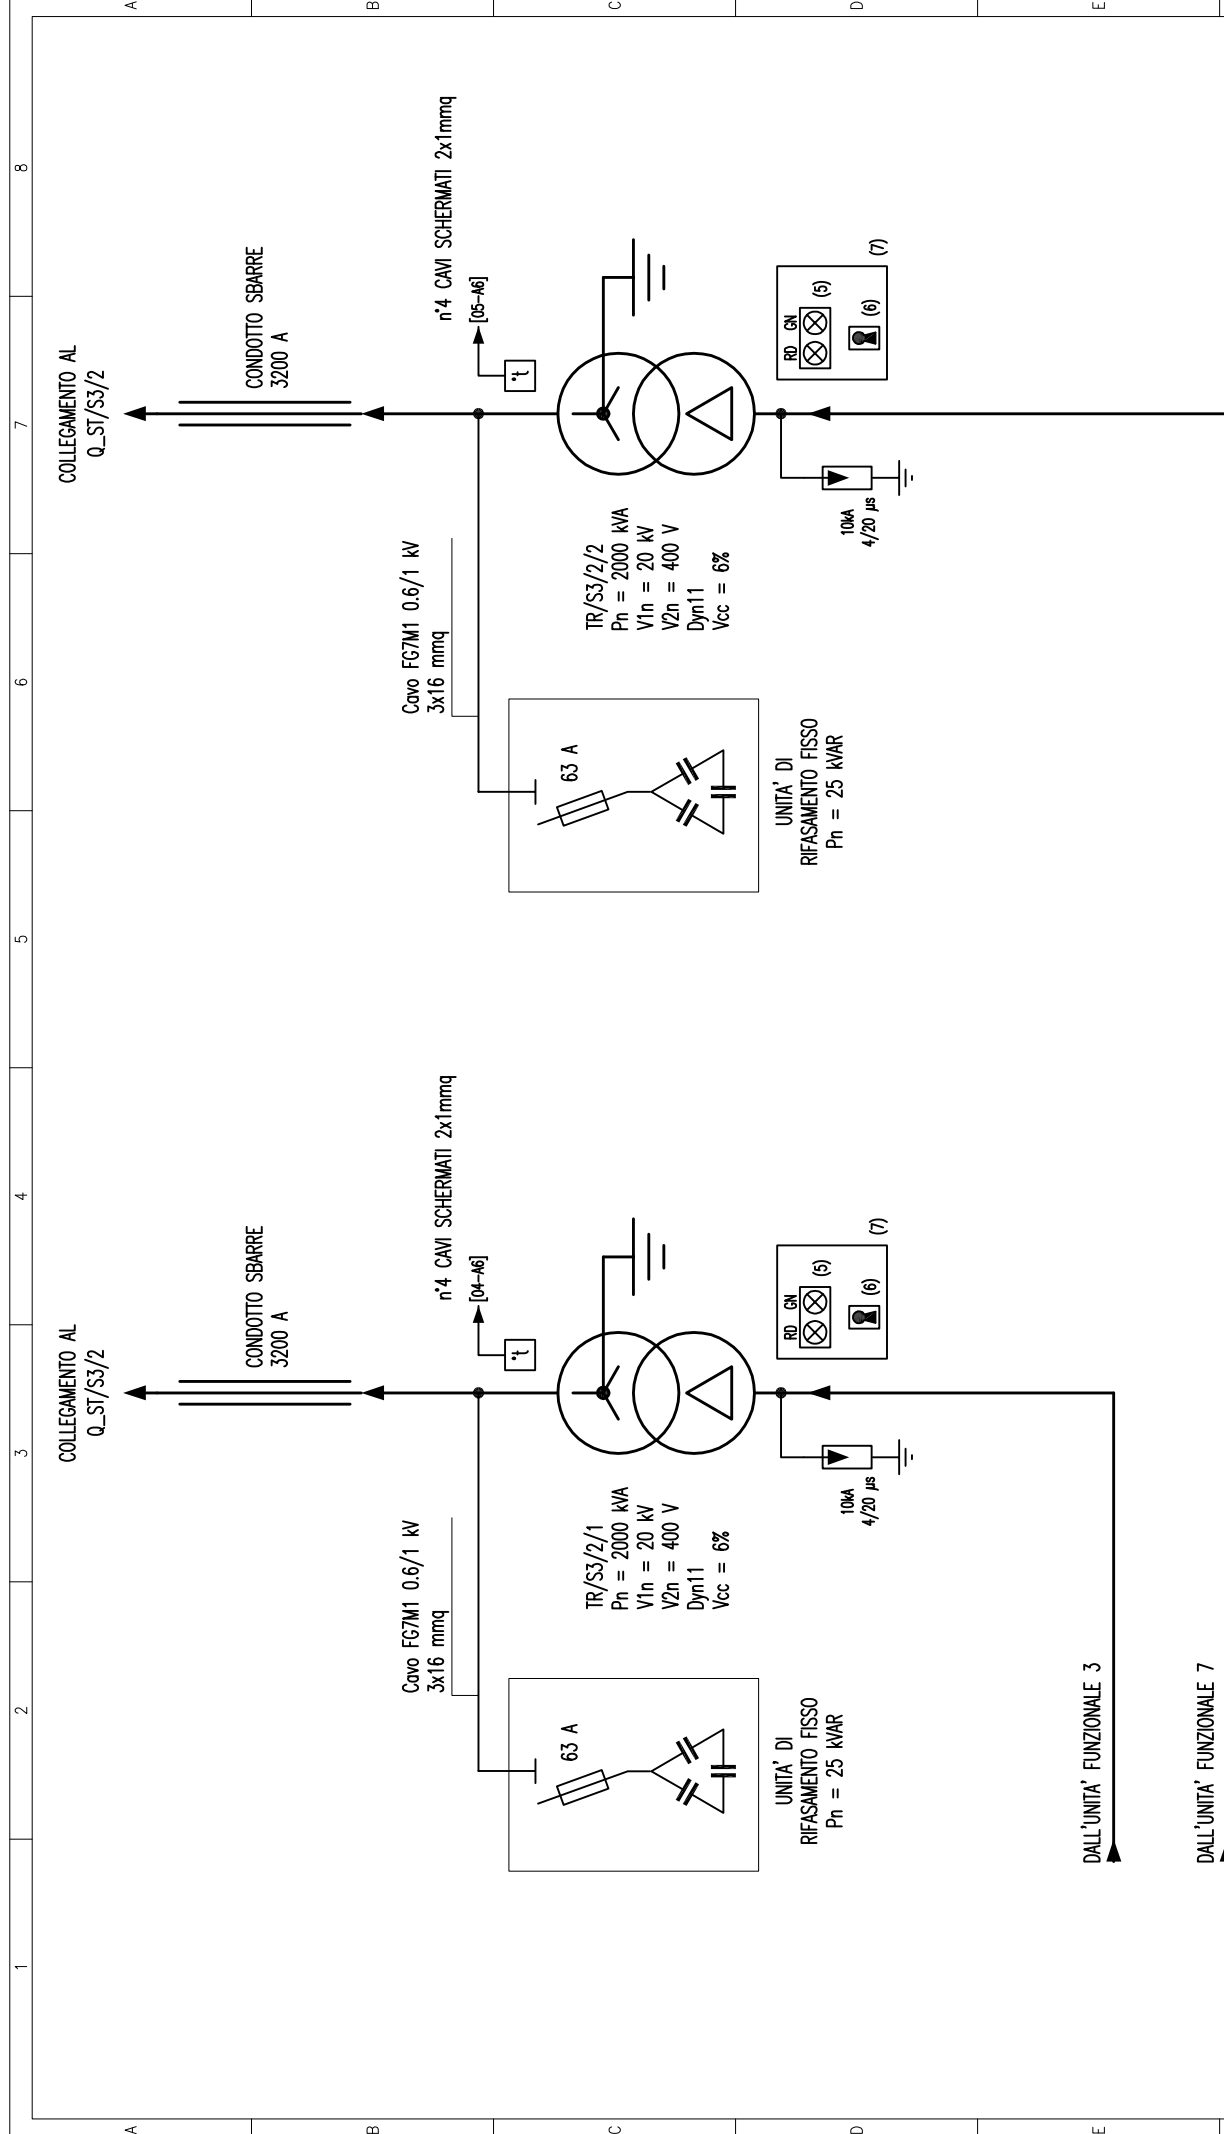 1
2
3
4
5
6
7
8
A
B
C
D
E
A
B
C
D
E
COLLEGAMENTO AL
Q_ST/S3/2
CONDOTTO SBARRE
3200 A
n°4 CAVI SCHERMATI 2x1mmq
[04-A6]
t°
Cavo FG7M1 0.6/1 kV
3x16 mmq
63 A
UNITA' DI
RIFASAMENTO FISSO
Pn = 25 kVAR
TR/S3/2/1
Pn = 2000 kVA
V1n = 20 kV
V2n = 400 V
Dyn11
Vcc = 6%
RD GN
(5)
(6)
(7)
10kA
4/20 µs
DALL'UNITA' FUNZIONALE 3
COLLEGAMENTO AL
Q_ST/S3/2
CONDOTTO SBARRE
3200 A
n°4 CAVI SCHERMATI 2x1mmq
[05-A6]
t°
Cavo FG7M1 0.6/1 kV
3x16 mmq
63 A
UNITA' DI
RIFASAMENTO FISSO
Pn = 25 kVAR
TR/S3/2/2
Pn = 2000 kVA
V1n = 20 kV
V2n = 400 V
Dyn11
Vcc = 6%
RD GN
(5)
(6)
(7)
10kA
4/20 µs
DALL'UNITA' FUNZIONALE 7